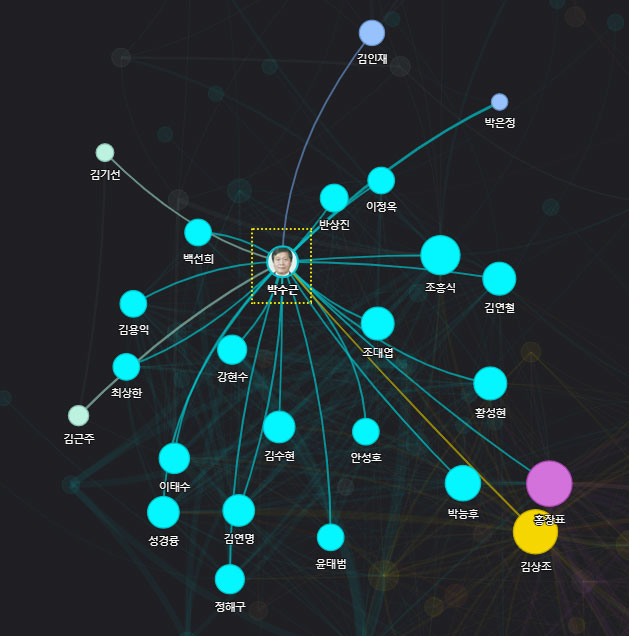 김인재
박은정
김기선
이정옥
반상진
백선희
박수근
조흥식
김연철
김용익
조대엽
강현수
최상한
황성현
김근주
김수현
안성호
이태수
박능후
홍장표
성경륭
김연명
윤태범
김상조
정해구